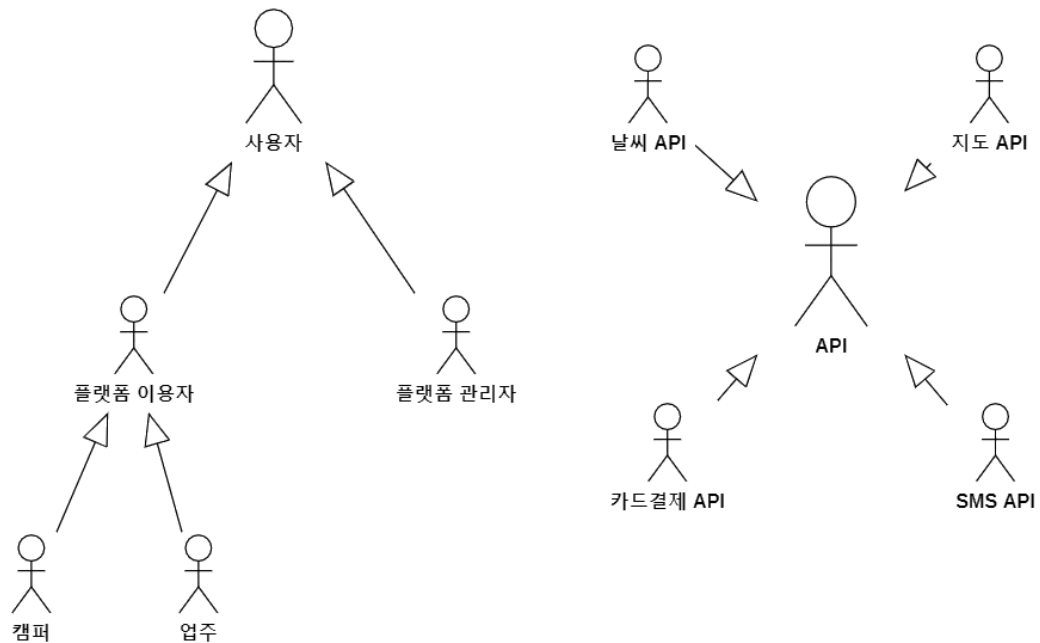 사용자
날씨 API
지도 API
API
플랫폼 이용자
플랫폼 관리자
카드결제 API
SMS API
캠퍼
업주